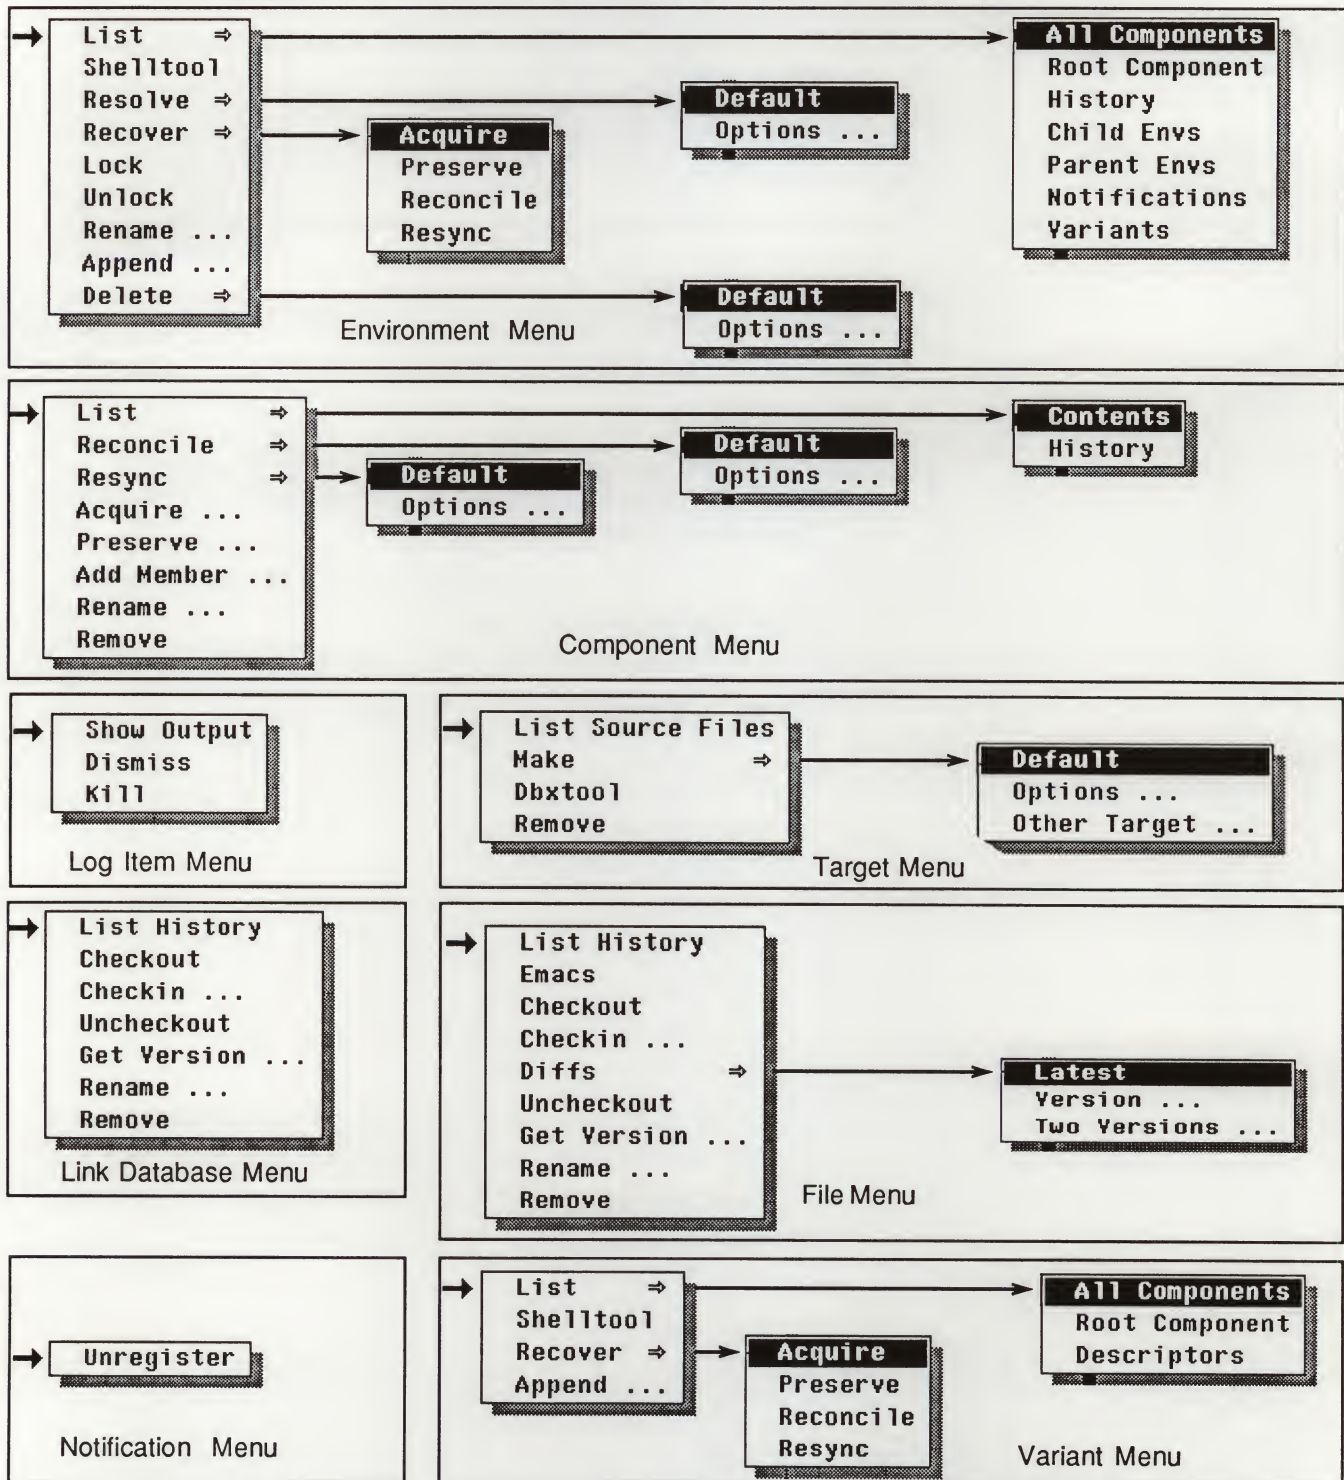 List ⇒
Shelltool
Resolve ⇒
Recover ⇒
Lock
Unlock
Rename ...
Append ...
Delete ⇒
Acquire
Preserve
Reconcile
Resync
Default
Options ...
All Components
Root Component
History
Child Envs
Parent Envs
Notifications
Variants
Default
Options ...
Environment Menu
List ⇒
Reconcile ⇒
Resync ⇒
Acquire ...
Preserve ...
Add Member ...
Rename ...
Remove
Default
Options ...
Default
Options ...
Contents
History
Component Menu
Show Output
Dismiss
Kill
Log Item Menu
List Source Files
Make ⇒
Dbxtool
Remove
Default
Options ...
Other Target ...
Target Menu
List History
Checkout
Checkin ...
Uncheckout
Get Version ...
Rename ...
Remove
Link Database Menu
List History
Emacs
Checkout
Checkin ...
Diffs ⇒
Uncheckout
Get Version ...
Rename ...
Remove
Latest
Version ...
Two Versions ...
File Menu
Unregister
Notification Menu
List ⇒
Shelltool
Recover ⇒
Append ...
Acquire
Preserve
Reconcile
Resync
All Components
Root Component
Descriptors
Variant Menu